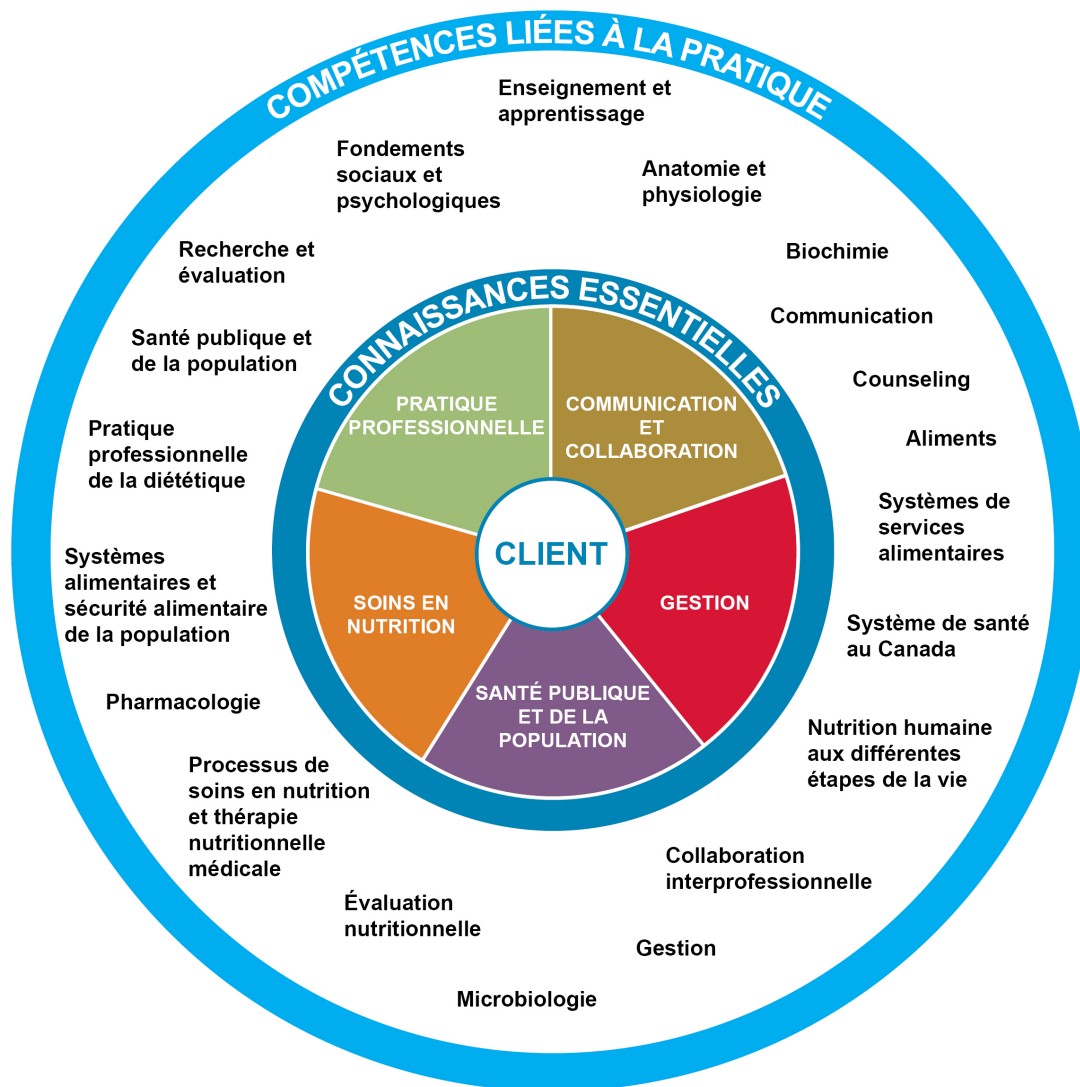 COMPÉTENCES LIÉES À LA PRATIQUE
Enseignement et
apprentissage
Anatomie et
physiologie
Biochimie
Communication
Counseling
Aliments
Systèmes de
services
alimentaires
Système de santé
au Canada
Nutrition humaine
aux différentes
étapes de la vie
Collaboration
interprofessionnelle
Gestion
Microbiologie
Évaluation
nutritionnelle
Processus de
soins en nutrition
et thérapie
nutritionnelle
médicale
Pharmacologie
Systèmes
alimentaires et
sécurité alimentaire
de la population
Pratique
professionnelle
de la diététique
Santé publique et
de la population
Recherche et
évaluation
Fondements
sociaux et
psychologiques
CONNAISSANCES ESSENTIELLES
PRATIQUE
PROFESSIONNELLE
COMMUNICATION
ET
COLLABORATION
GESTION
SANTÉ PUBLIQUE
ET DE LA
POPULATION
SOINS EN
NUTRITION
CLIENT